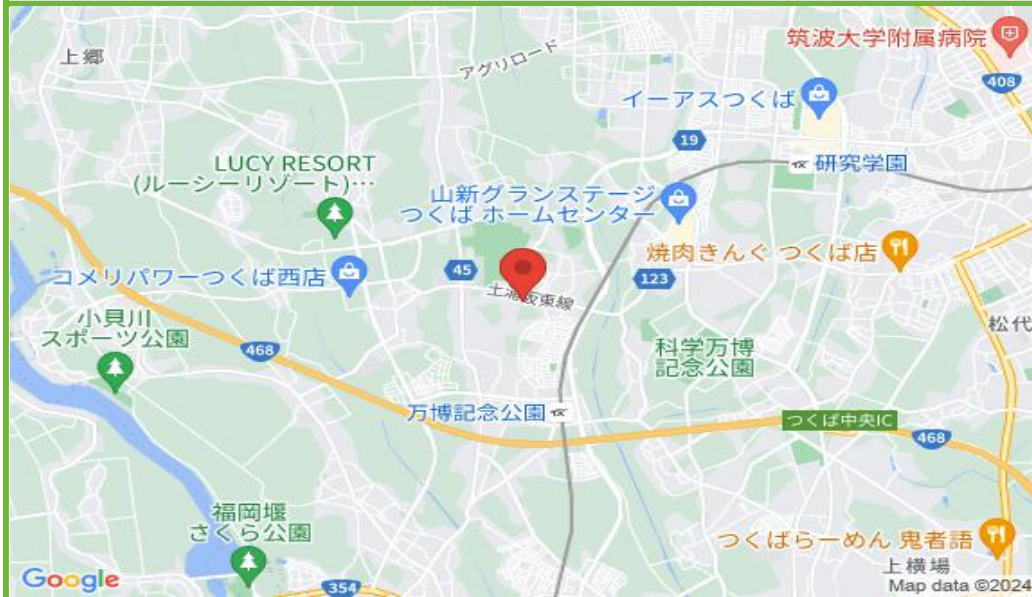 上郷
アグリロード
筑波大学附属病院
408
イーアスつくば
19
LUCY RESORT
(ルーシーリゾート)…
研究学園
山新グランステージ
つくば ホームセンター
焼肉きんぐ つくば店
コメリパワーつくば西店
45
123
土浦坂東線
小貝川
スポーツ公園
松代
468
科学万博
記念公園
万博記念公園
つくば中央IC
468
福岡堰
さくら公園
つくばらーめん 鬼者語
上横場
Google
354
Map data ©2024